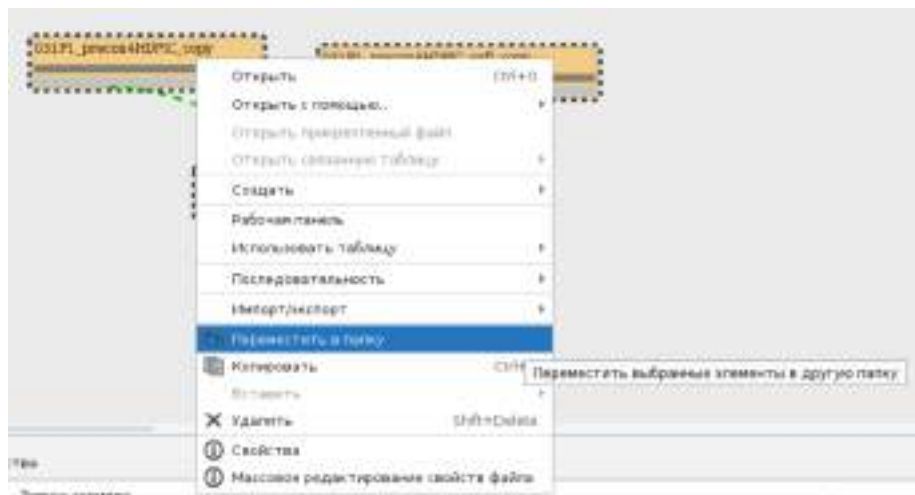 Открыть Ctrl+O
Открыть с помощью..
Открыть прикрепленный файл
Открыть связанную таблицу
Создать
Рабочая панель
Использовать таблицу
Последовательность
Импорт/экспорт
Переместить в папку
Копировать
Переместить выбранные элементы в другую папку
Вставить
Удалить Shift+Delete
Свойства
Массовое редактирование свойств файла